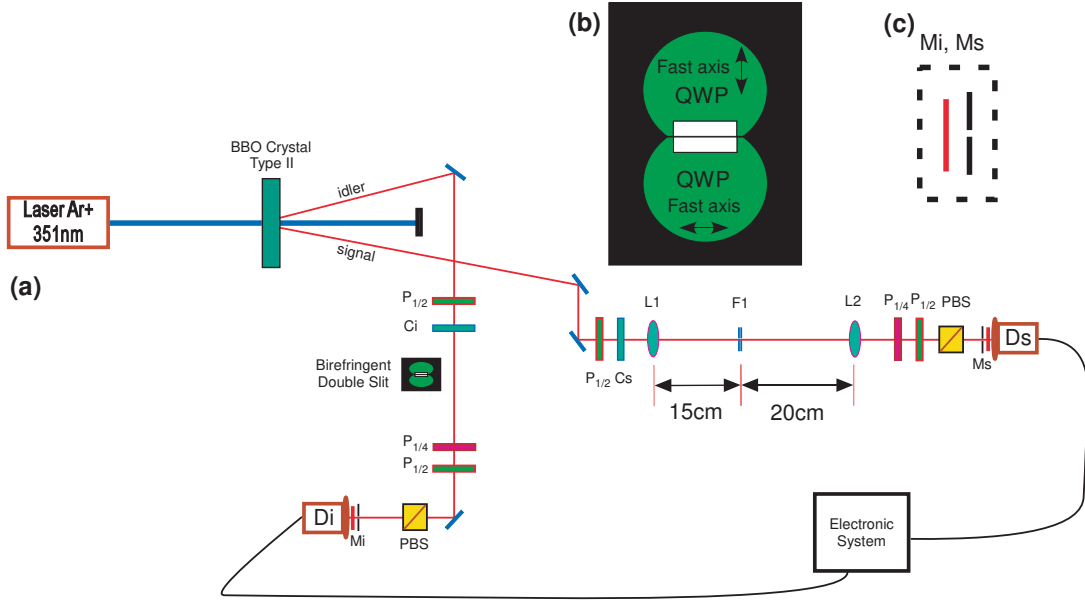 (b)
(c)
Mi, Ms
Fast axis
QWP
QWP
Fast axis
BBO Crystal
Type II
Laser Ar+
351nm
idler
signal
(a)
P1/2
Ci
Birefringent
Double Slit
P1/4
P1/2
Di
Mi
PBS
L1
F1
L2
P1/4 P1/2 PBS
P1/2 Cs
Ms
Ds
15cm
20cm
Electronic
System